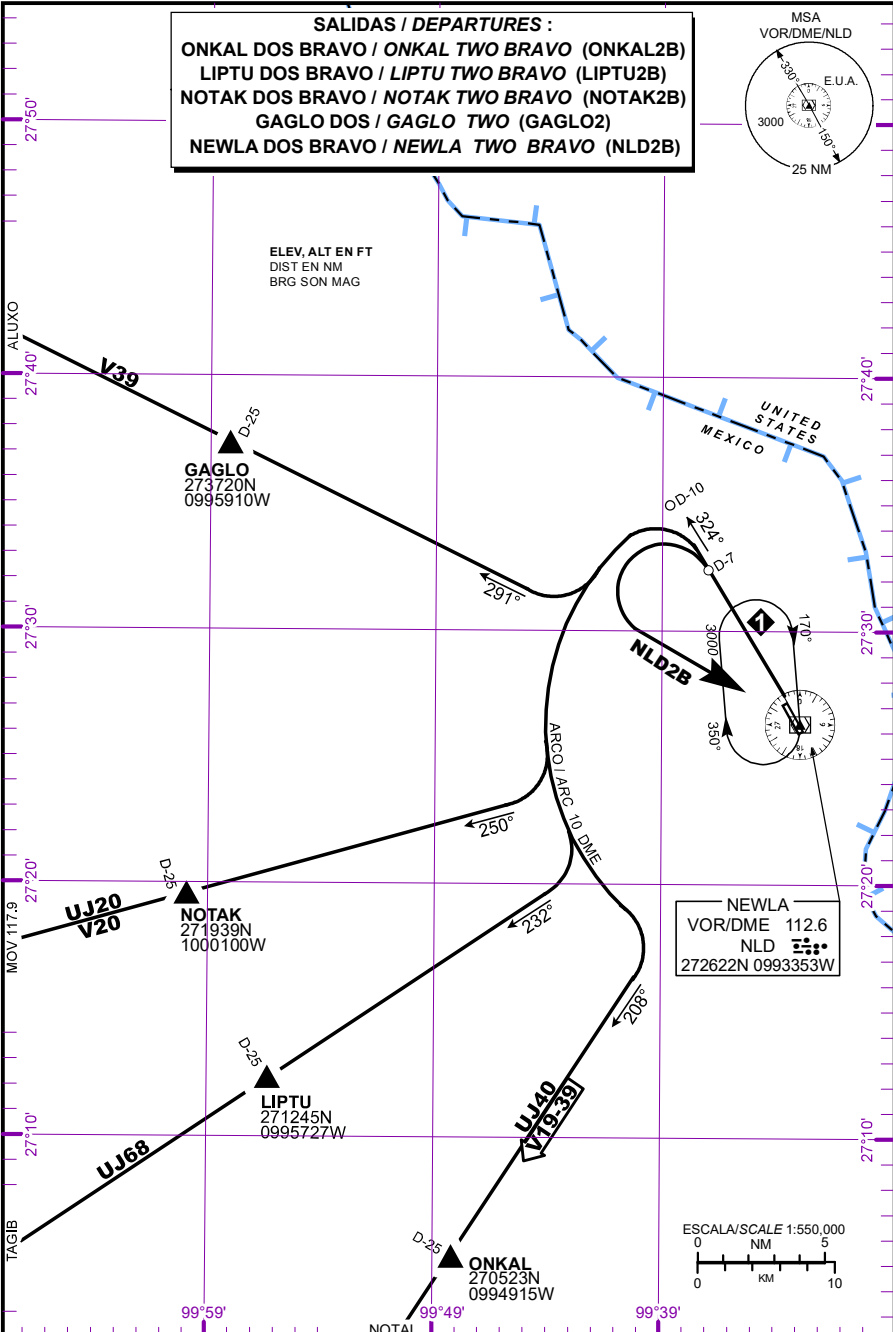 SALIDAS / DEPARTURES :
ONKAL DOS BRAVO / ONKAL TWO BRAVO (ONKAL2B)
LIPTU DOS BRAVO / LIPTU TWO BRAVO (LIPTU2B)
NOTAK DOS BRAVO / NOTAK TWO BRAVO (NOTAK2B)
GAGLO DOS / GAGLO TWO (GAGLO2)
NEWLA DOS BRAVO / NEWLA TWO BRAVO (NLD2B)
MSA
VOR/DME/NLD
330°
E.U.A.
3000
150°
25 NM
27°50'
ELEV, ALT EN FT
DIST EN NM
BRG SON MAG
ALUXO
27°40'
27°40'
V39
D-25
GAGLO
273720N
0995910W
UNITED
STATES
MEXICO
D-10
324°
D-7
291°
27°30'
27°30'
1
170°
3000
350°
NLD2B
0
9
18
27
ARCO / ARC 10 DME
250°
D-25
27°20'
27°20'
UJ20
V20
NOTAK
271939N
1000100W
MOV 117.9
232°
NEWLA
VOR/DME 112.6
NLD
272622N 0993353W
208°
D-25
LIPTU
271245N
0995727W
UJ40
V19-39
27°10'
27°10'
UJ68
TAGIB
D-25
ONKAL
270523N
0994915W
ESCALA/SCALE 1:550,000
0 NM 5
0 KM 10
99°59'
99°49'
99°39'
NOTAL